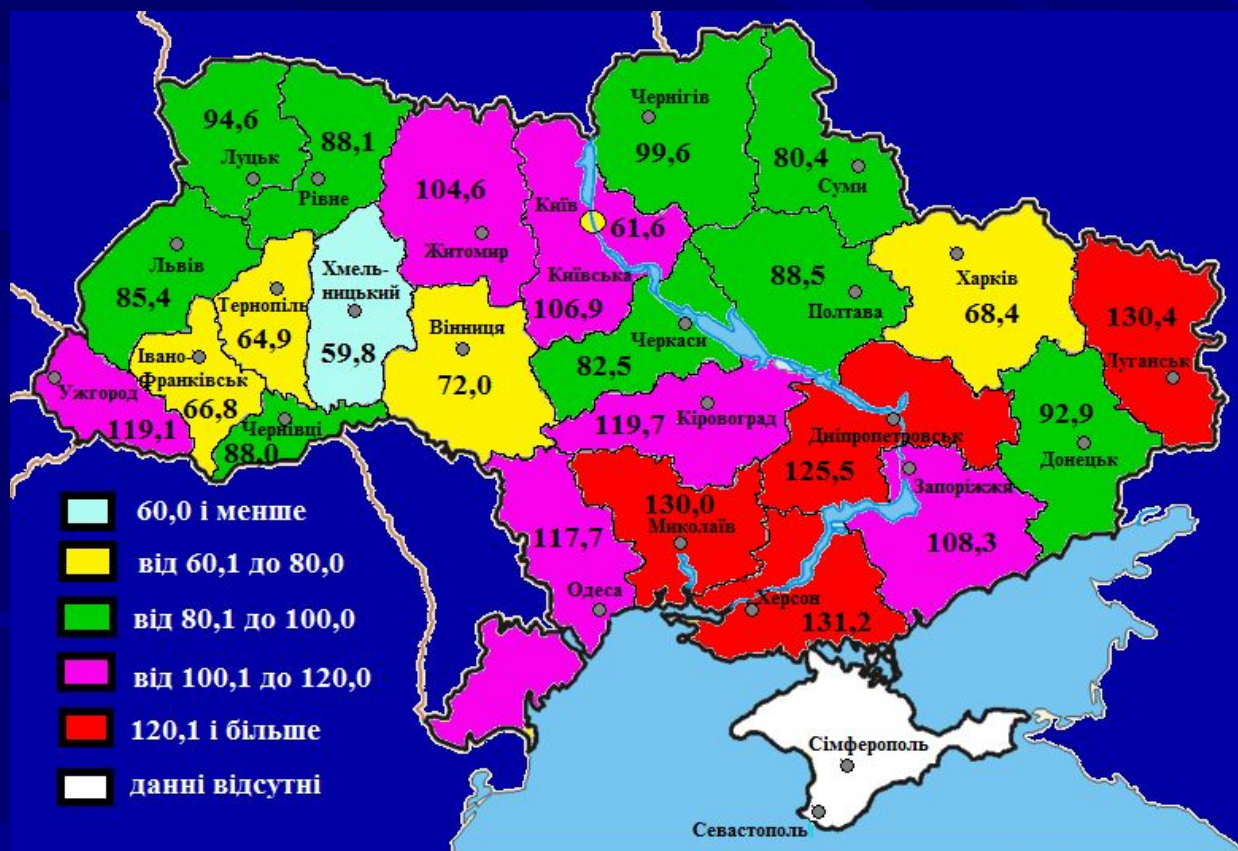 Чернігів
99,6
94,6
Луцьк
88,1
Рівне
80,4
Суми
104,6
Житомир
Київ
61,6
Київська
106,9
Львів
85,4
Хмель-
ницький
59,8
Тернопіль
64,9
Вінниця
72,0
88,5
Полтава
Харків
68,4
130,4
Луганськ
Черкаси
82,5
Івано-
Франківськ
66,8
Ужгород
119,1
Чернівці
88,0
119,7
Кіровоград
Дніпропетровськ
125,5
92,9
Донецьк
Запоріжжя
108,3
130,0
Миколаїв
117,7
Одеса
Херсон
131,2
Сімферополь
Севастополь
60,0 і менше
від 60,1 до 80,0
від 80,1 до 100,0
від 100,1 до 120,0
120,1 і більше
данні відсутні